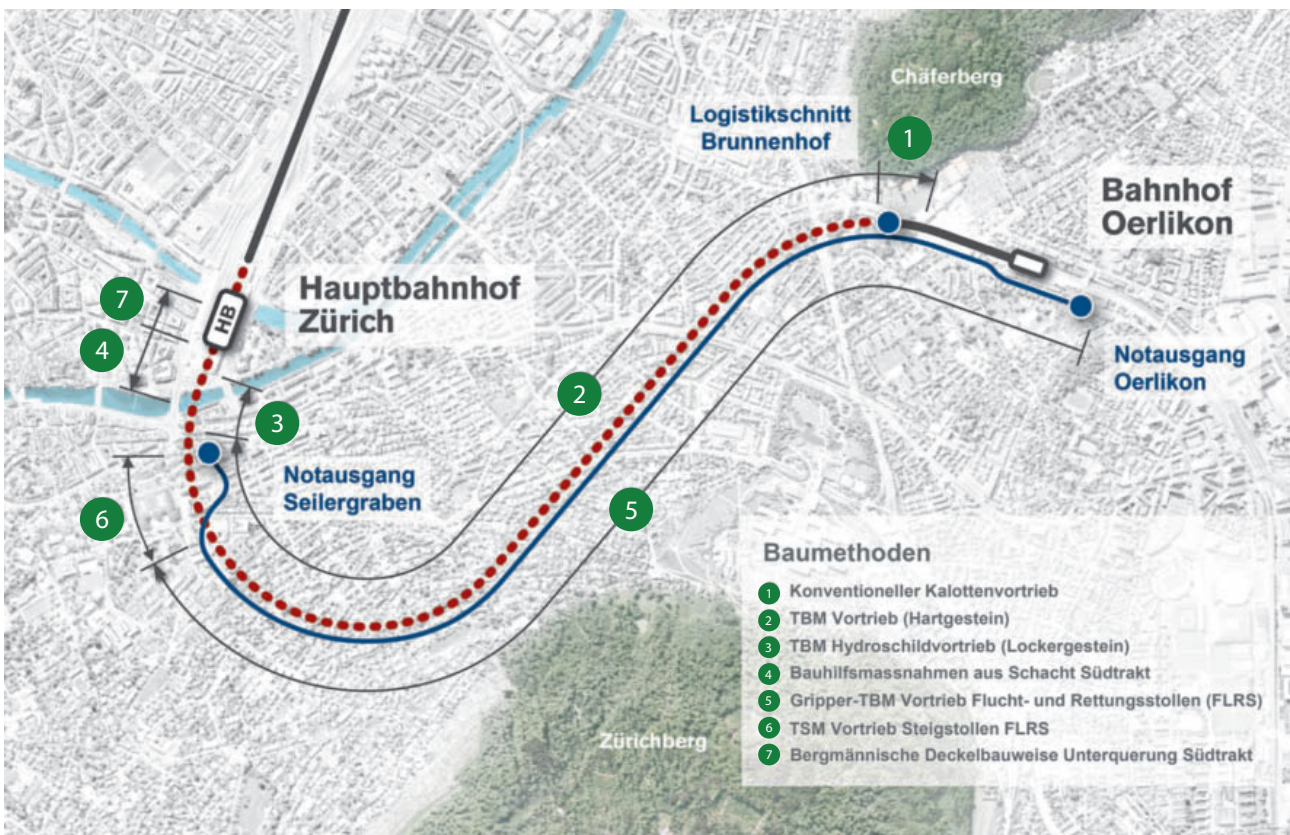 Chäferberg
Logistikschnitt
Brunnenhof
1
Bahnhof
Oerlikon
7
HB
Hauptbahnhof
Zürich
4
Notausgang
Oerlikon
2
3
Notausgang
Seilergraben
6
5
Zürichberg
Baumethoden
1 Konventioneller Kalottenvortrieb
2 TBM Vortrieb (Hartgestein)
3 TBM Hydroschildvortrieb (Lockergestein)
4 Bauhilfsmassnahmen aus Schacht Südtrakt
5 Gripper-TBM Vortrieb Flucht- und Rettungsstollen (FLRS)
6 TSM Vortrieb Steigstollen FLRS
7 Bergmännische Deckelbauweise Unterquerung Südtrakt